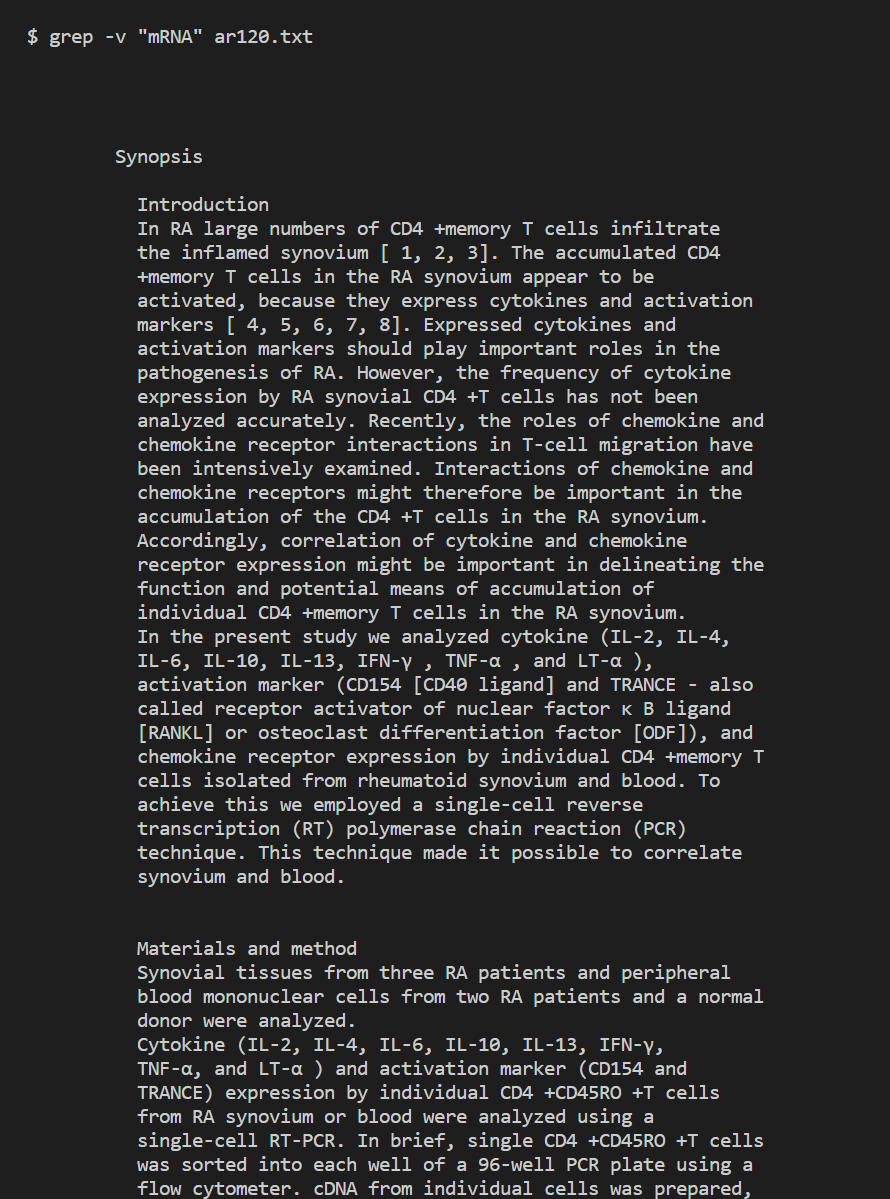 $ grep -v "mRNA" ar120.txt
Synopsis
Introduction
In RA large numbers of CD4 +memory T cells infiltrate
the inflamed synovium [ 1, 2, 3]. The accumulated CD4
+memory T cells in the RA synovium appear to be
activated, because they express cytokines and activation
markers [ 4, 5, 6, 7, 8]. Expressed cytokines and
activation markers should play important roles in the
pathogenesis of RA. However, the frequency of cytokine
expression by RA synovial CD4 +T cells has not been
analyzed accurately. Recently, the roles of chemokine and
chemokine receptor interactions in T-cell migration have
been intensively examined. Interactions of chemokine and
chemokine receptors might therefore be important in the
accumulation of the CD4 +T cells in the RA synovium.
Accordingly, correlation of cytokine and chemokine
receptor expression might be important in delineating the
function and potential means of accumulation of
individual CD4 +memory T cells in the RA synovium.
In the present study we analyzed cytokine (IL-2, IL-4,
IL-6, IL-10, IL-13, IFN-γ , TNF-α , and LT-α ),
activation marker (CD154 [CD40 ligand] and TRANCE - also
called receptor activator of nuclear factor κ B ligand
[RANKL] or osteoclast differentiation factor [ODF]), and
chemokine receptor expression by individual CD4 +memory T
cells isolated from rheumatoid synovium and blood. To
achieve this we employed a single-cell reverse
transcription (RT) polymerase chain reaction (PCR)
technique. This technique made it possible to correlate
synovium and blood.
Materials and method
Synovial tissues from three RA patients and peripheral
blood mononuclear cells from two RA patients and a normal
donor were analyzed.
Cytokine (IL-2, IL-4, IL-6, IL-10, IL-13, IFN-γ,
TNF-α, and LT-α ) and activation marker (CD154 and
TRANCE) expression by individual CD4 +CD45RO +T cells
from RA synovium or blood were analyzed using a
single-cell RT-PCR. In brief, single CD4 +CD45RO +T cells
was sorted into each well of a 96-well PCR plate using a
flow cytometer. cDNA from individual cells was prepared,